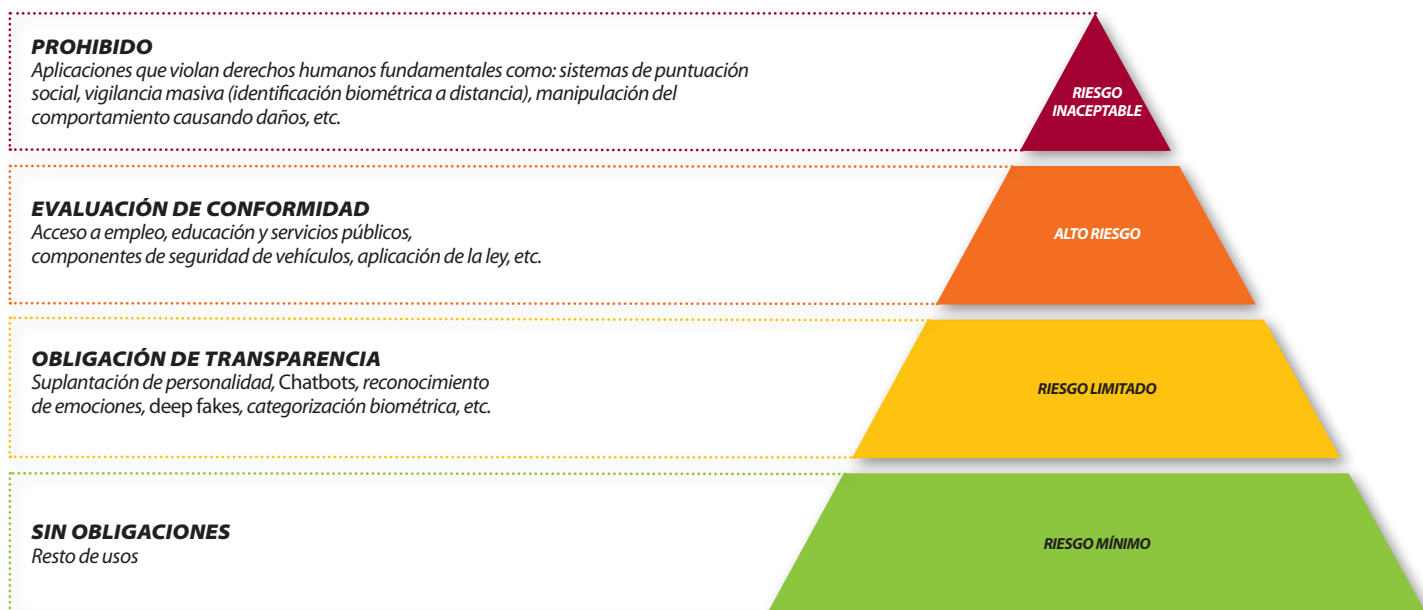 PROHIBIDO
Aplicaciones que violan derechos humanos fundamentales como: sistemas de puntuación
social, vigilancia masiva (identificación biométrica a distancia), manipulación del
comportamiento causando daños, etc.
RIESGO
INACEPTABLE
EVALUACIÓN DE CONFORMIDAD
Acceso a empleo, educación y servicios públicos,
componentes de seguridad de vehículos, aplicación de la ley, etc.
ALTO RIESGO
OBLIGACIÓN DE TRANSPARENCIA
Suplantación de personalidad, Chatbots, reconocimiento
de emociones, deep fakes, categorización biométrica, etc.
RIESGO LIMITADO
SIN OBLIGACIONES
Resto de usos
RIESGO MÍNIMO